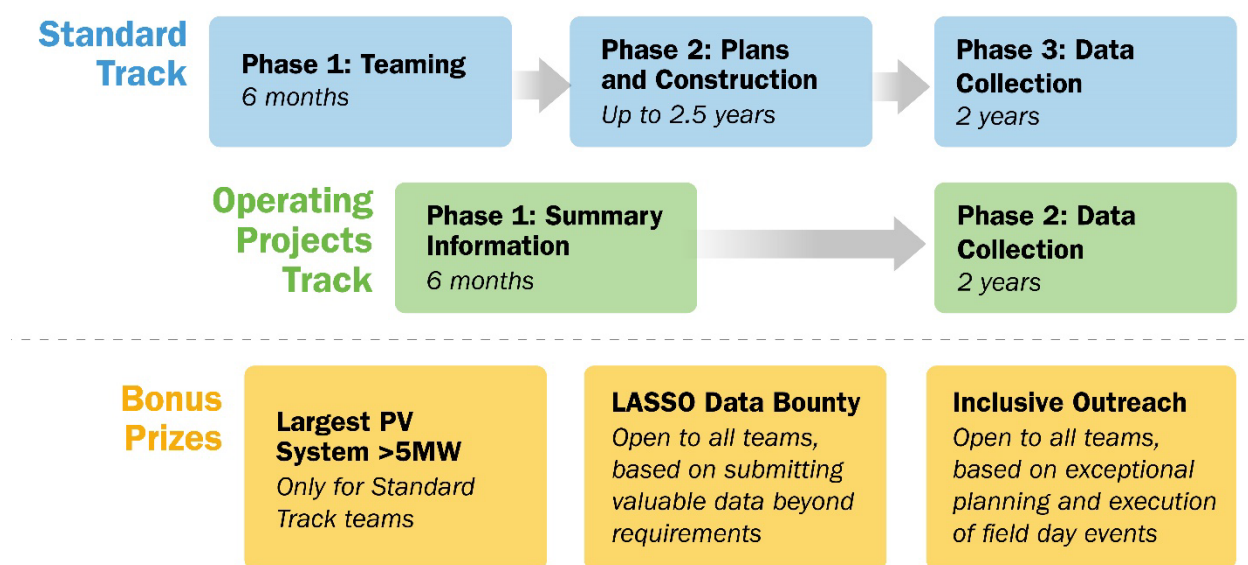 Standard
Track
Phase 1: Teaming
6 months
Phase 2: Plans
and Construction
Up to 2.5 years
Phase 3: Data
Collection
2 years
Operating
Projects
Track
Phase 1: Summary
Information
6 months
Phase 2: Data
Collection
2 years
Bonus
Prizes
Largest PV
System >5MW
Only for Standard
Track teams
LASSO Data Bounty
Open to all teams,
based on submitting
valuable data beyond
requirements
Inclusive Outreach
Open to all teams,
based on exceptional
planning and execution
of field day events